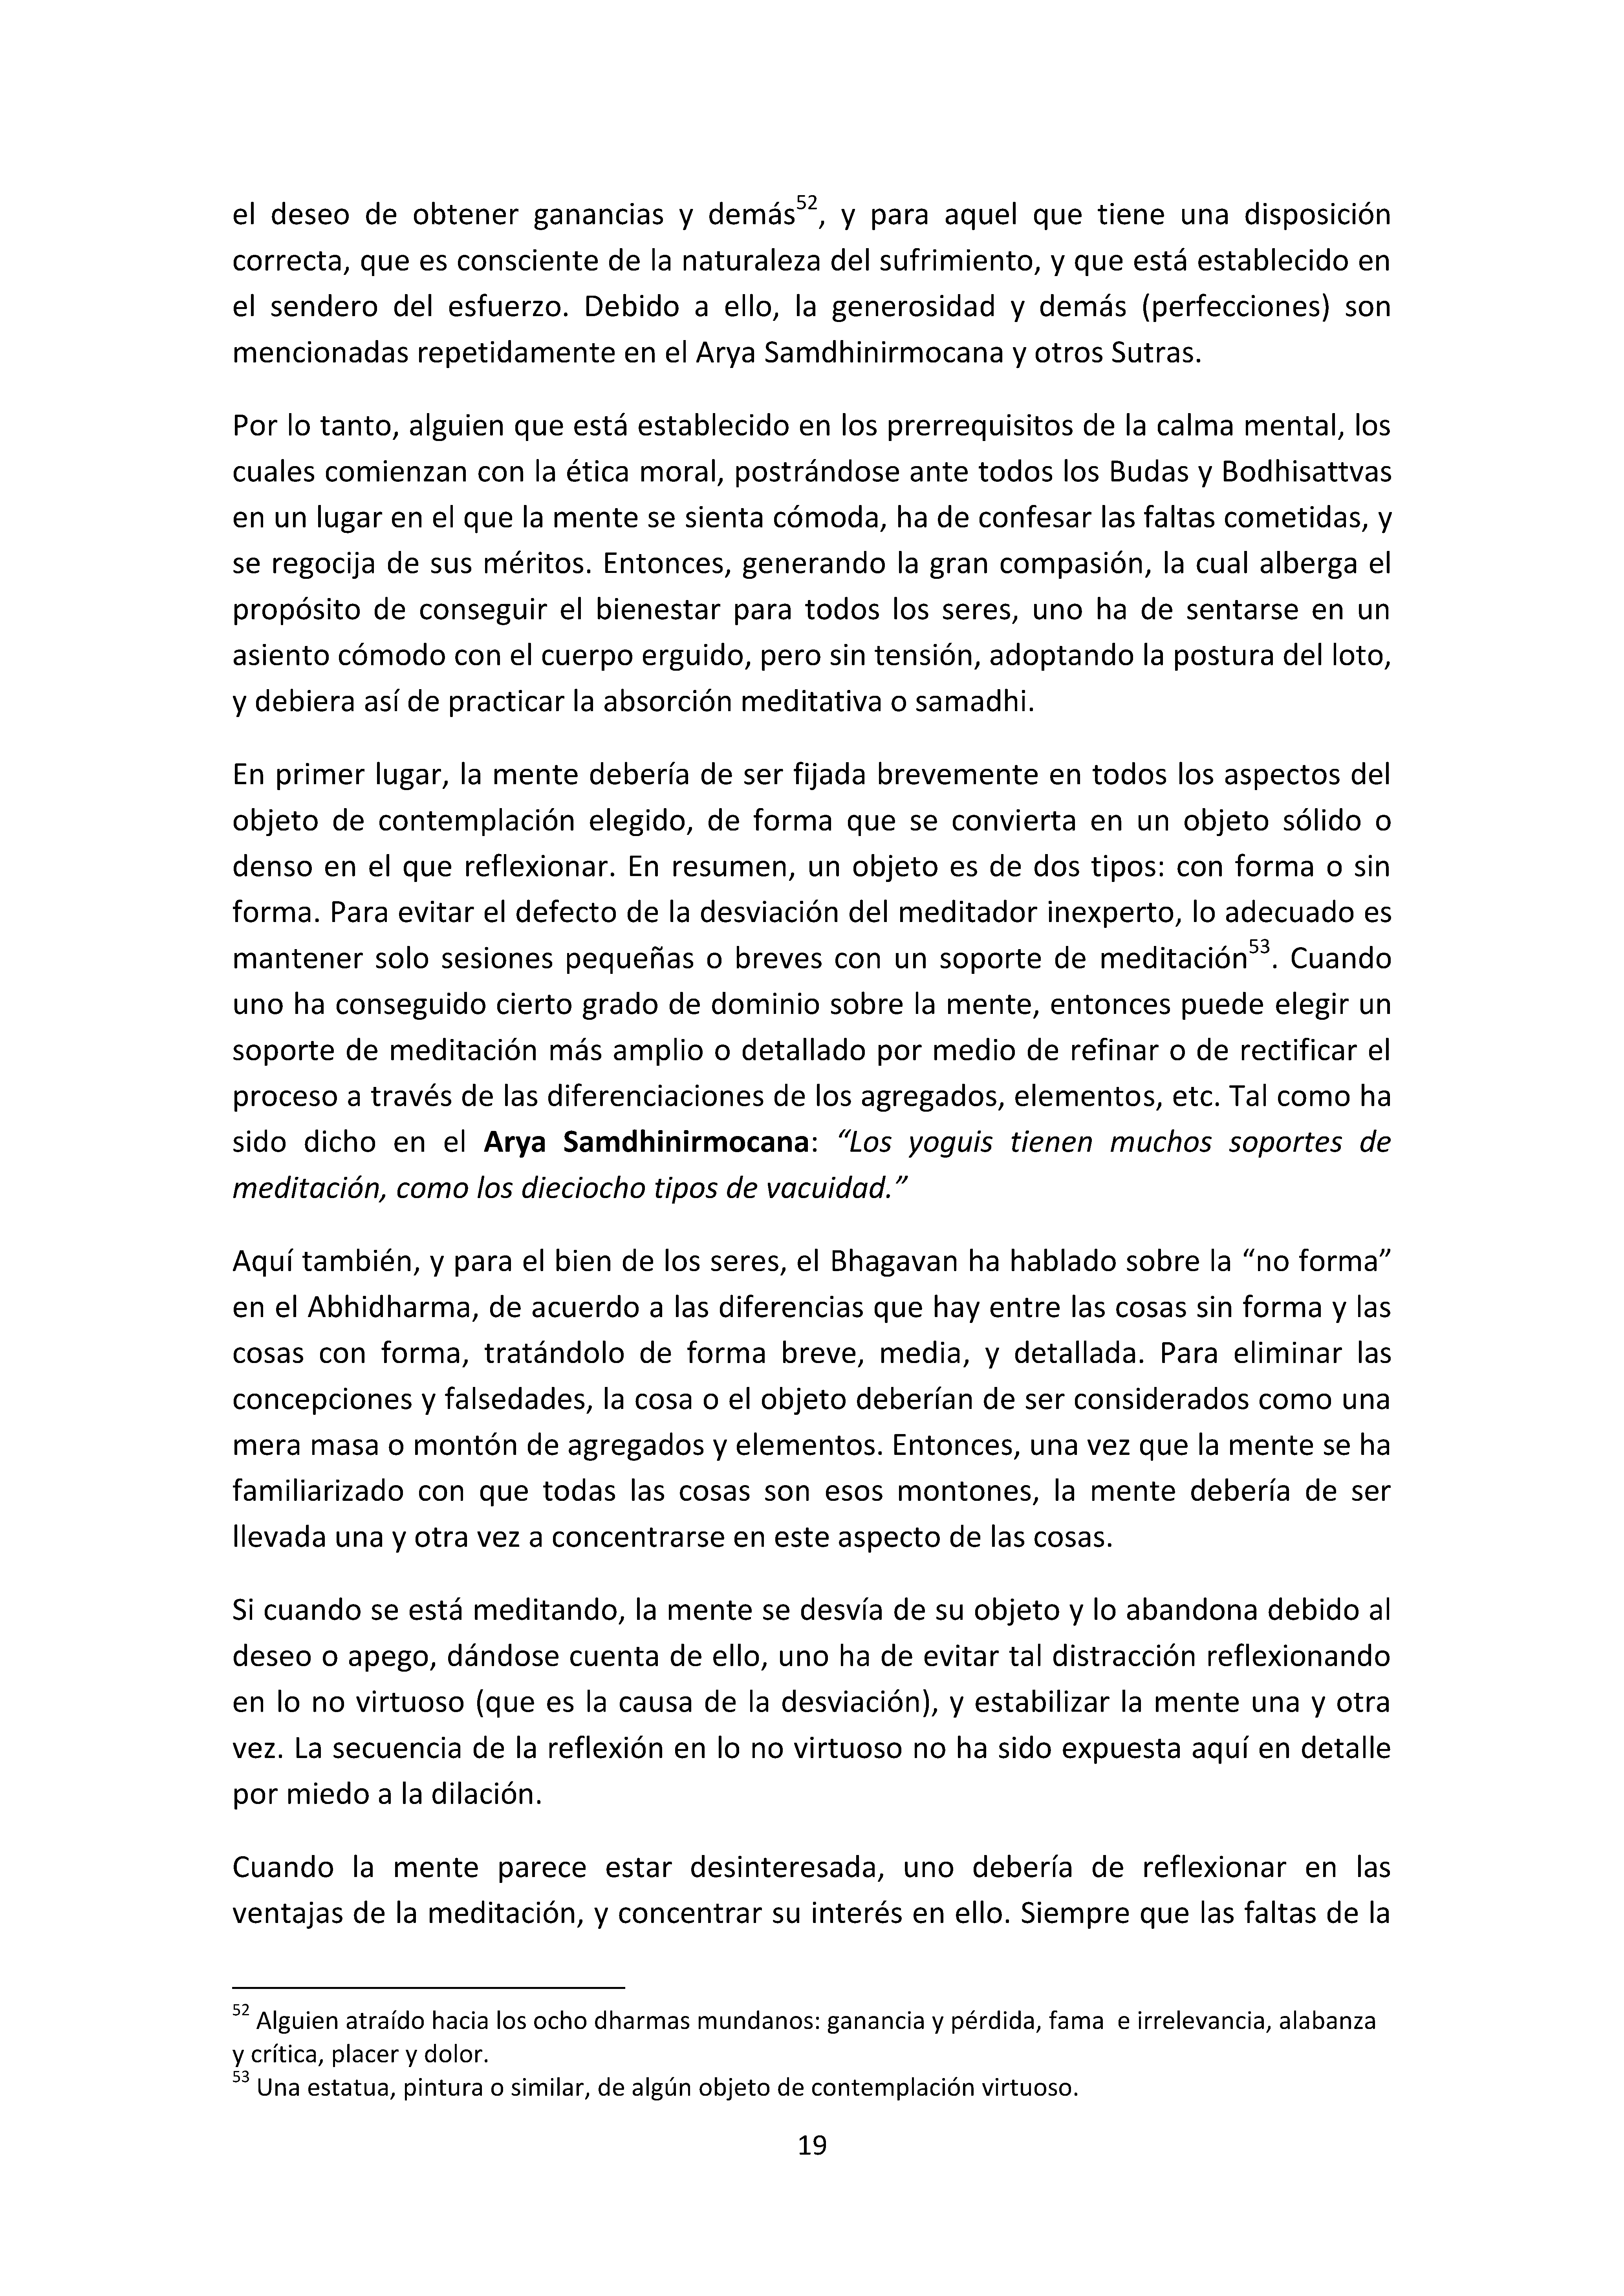 el deseo de obtener ganancias y demás52, y para aquel que tiene una disposición
correcta, que es consciente de la naturaleza del sufrimiento, y que está establecido en
el sendero del esfuerzo. Debido a ello, la generosidad y demás (perfecciones) son
mencionadas repetidamente en el Arya Samdhinirmocana y otros Sutras.
Por lo tanto, alguien que está establecido en los prerrequisitos de la calma mental, los
cuales comienzan con la ética moral, postrándose ante todos los Budas y Bodhisattvas
en un lugar en el que la mente se sienta cómoda, ha de confesar las faltas cometidas, y
se regocija de sus méritos. Entonces, generando la gran compasión, la cual alberga el
propósito de conseguir el bienestar para todos los seres, uno ha de sentarse en un
asiento cómodo con el cuerpo erguido, pero sin tensión, adoptando la postura del loto,
y debiera así de practicar la absorción meditativa o samadhi.
En primer lugar, la mente debería de ser fijada brevemente en todos los aspectos del
objeto de contemplación elegido, de forma que se convierta en un objeto sólido o
denso en el que reflexionar. En resumen, un objeto es de dos tipos: con forma o sin
forma. Para evitar el defecto de la desviación del meditador inexperto, lo adecuado es
mantener solo sesiones pequeñas o breves con un soporte de meditación53. Cuando
uno ha conseguido cierto grado de dominio sobre la mente, entonces puede elegir un
soporte de meditación más amplio o detallado por medio de refinar o de rectificar el
proceso a través de las diferenciaciones de los agregados, elementos, etc. Tal como ha
sido dicho en el Arya Samdhinirmocana: “Los yoguis tienen muchos soportes de
meditación, como los dieciocho tipos de vacuidad.”
Aquí también, y para el bien de los seres, el Bhagavan ha hablado sobre la “no forma”
en el Abhidharma, de acuerdo a las diferencias que hay entre las cosas sin forma y las
cosas con forma, tratándolo de forma breve, media, y detallada. Para eliminar las
concepciones y falsedades, la cosa o el objeto deberían de ser considerados como una
mera masa o montón de agregados y elementos. Entonces, una vez que la mente se ha
familiarizado con que todas las cosas son esos montones, la mente debería de ser
llevada una y otra vez a concentrarse en este aspecto de las cosas.
Si cuando se está meditando, la mente se desvía de su objeto y lo abandona debido al
deseo o apego, dándose cuenta de ello, uno ha de evitar tal distracción reflexionando
en lo no virtuoso (que es la causa de la desviación), y estabilizar la mente una y otra
vez. La secuencia de la reflexión en lo no virtuoso no ha sido expuesta aquí en detalle
por miedo a la dilación.
Cuando la mente parece estar desinteresada, uno debería de reflexionar en las
ventajas de la meditación, y concentrar su interés en ello. Siempre que las faltas de la
52 Alguien atraído hacia los ocho dharmas mundanos: ganancia y pérdida, fama e irrelevancia, alabanza
y crítica, placer y dolor.
53 Una estatua, pintura o similar, de algún objeto de contemplación virtuoso.
19